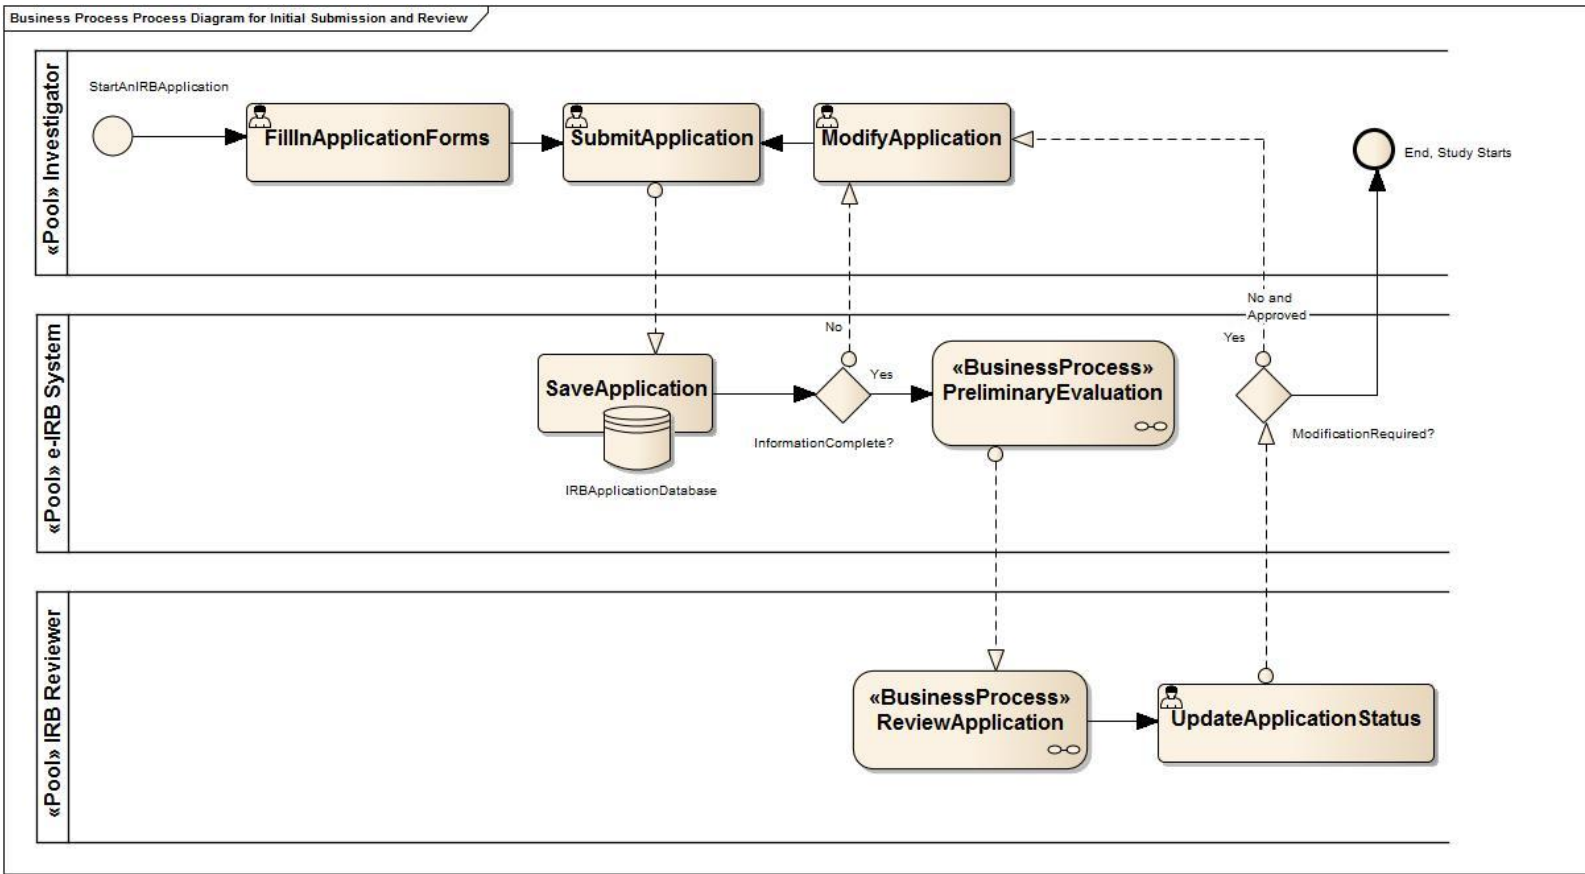 Business Process Process Diagram for Initial Submission and Review
«Pool» Investigator
StartAnIRBApplication
FillInApplicationForms
SubmitApplication
ModifyApplication
End, Study Starts
«Pool» e-IRB System
No
No and
Approved
Yes
SaveApplication
IRBApplicationDatabase
Yes
InformationComplete?
«BusinessProcess»
PreliminaryEvaluation
ModificationRequired?
«Pool» IRB Reviewer
«BusinessProcess»
ReviewApplication
UpdateApplicationStatus